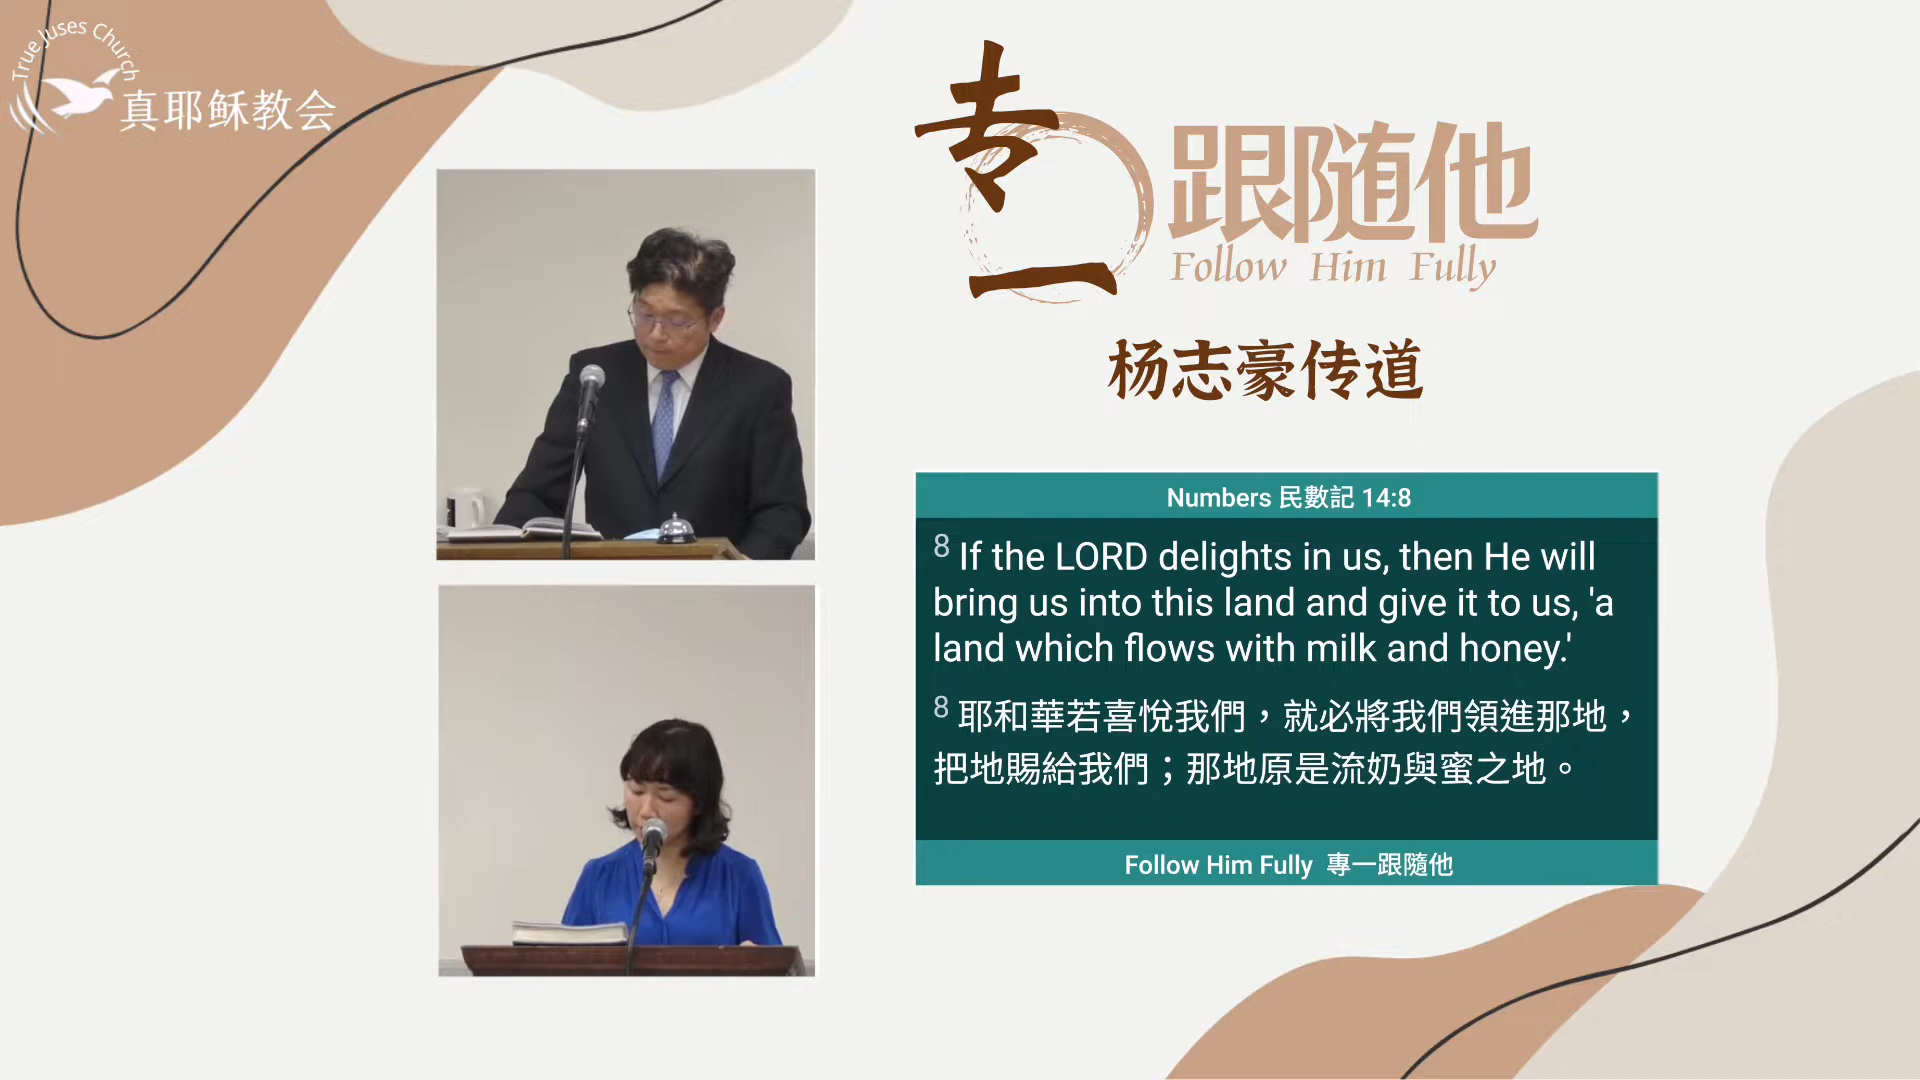 True Juses Church
真耶稣教会
专一
跟随他
Follow Him Fully
杨志豪传道
Numbers 民數記 14:8
8 If the LORD delights in us, then He will
bring us into this land and give it to us, 'a
land which flows with milk and honey.'
8 耶和華若喜悅我們，就必將我們領進那地，
把地賜給我們；那地原是流奶與蜜之地。
Follow Him Fully 專一跟隨他